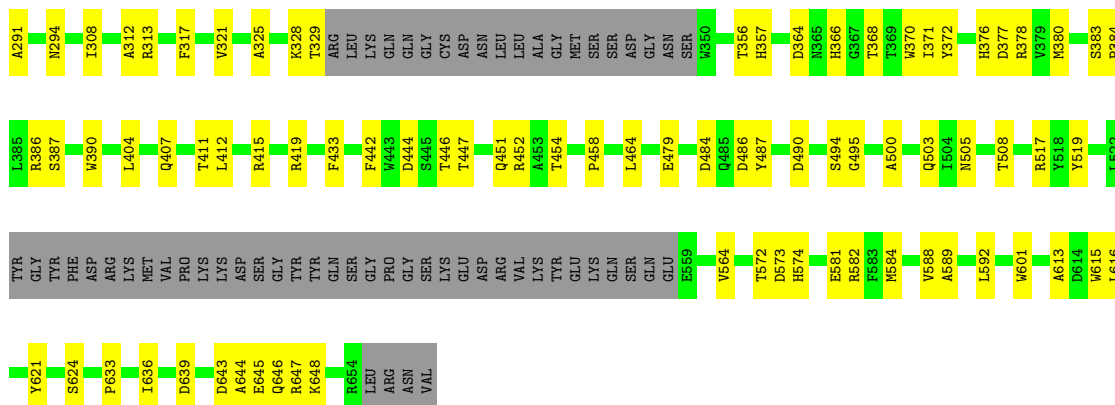 A291 N294 I308 A312 R313 F317 V321 A325 K328 T329 ARG LEU LYS GLN GLN GLY CYS ASP ASN LEU LEU ALA GLY MET SER SER ASP GLY ASN SER W350 T356 H357 D364 N365 H366 G367 T368 T369 W370 I371 Y372 H376 D377 R378 V379 M380 S383
L385 R386 S387 W390 L404 Q407 T411 L412 R415 R419 F433 F442 W443 D444 S445 T446 T447 Q451 R452 A453 T454 P458 L464 E479 D484 Q485 D486 Y487 D490 S494 G495 A500 Q503 I504 N505 T508 R517 Y518 Y519
TYR GLY TYR PHE ASP ARG LYS MET VAL PRO LYS LYS ASP SER GLY TYR TYR GLN SER GLY PRO GLY SER LYS GLU ASP ARG VAL LYS TYR GLU LYS GLN SER GLN GLU E559 V564 T572 D573 H574 E581 R582 F583 M584 V588 A589 L592 W601 A613 D614 W615 L616
Y621 S624 P633 I636 D639 D643 A644 E645 Q646 R647 K648 R654 LEU ARG ASN VAL